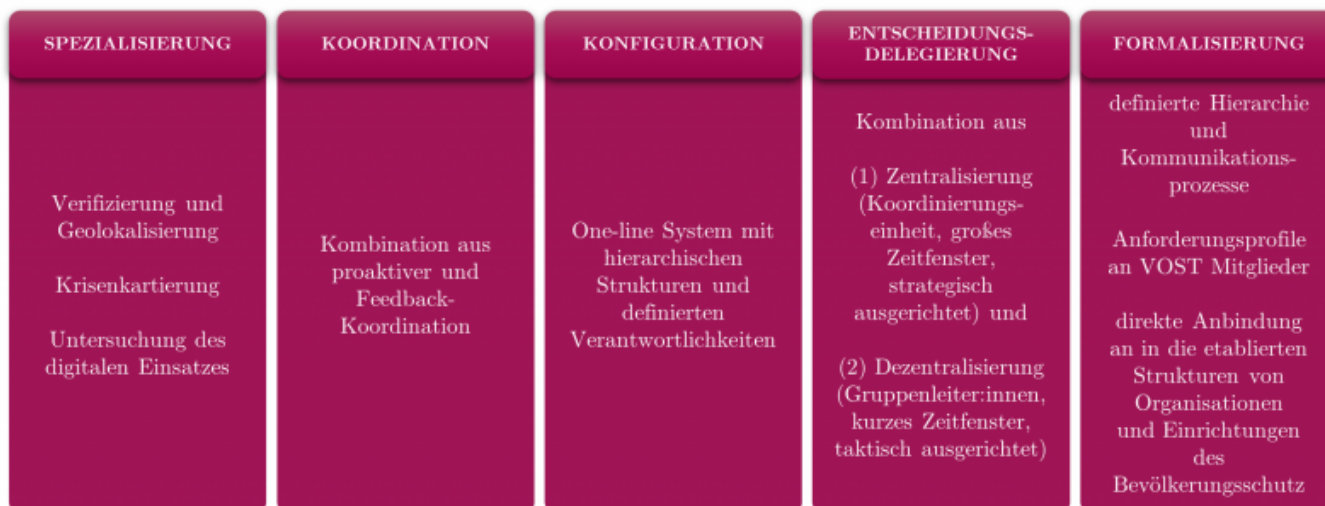 SPEZIALISIERUNG
Verifizierung und
Geolokalisierung
Krisenkartierung
Untersuchung des
digitalen Einsatzes
KOORDINATION
Kombination aus
proaktiver und
Feedback-
Koordination
KONFIGURATION
One-line System mit
hierarchischen
Strukturen und
definierten
Verantwortlichkeiten
ENTSCHEIDUNGS-
DELEGIERUNG
Kombination aus
(1) Zentralisierung
(Koordinierungs-
einheit, großes
Zeitfenster,
strategisch
ausgerichtet) und
(2) Dezentralisierung
(Gruppenleiter:innen,
kurzes Zeitfenster,
taktisch ausgerichtet)
FORMALISIERUNG
definierte Hierarchie
und
Kommunikations-
prozesse
Anforderungsprofile
an VOST Mitglieder
direkte Anbindung
an in die etablierten
Strukturen von
Organisationen
und Einrichtungen
des
Bevölkerungsschutz